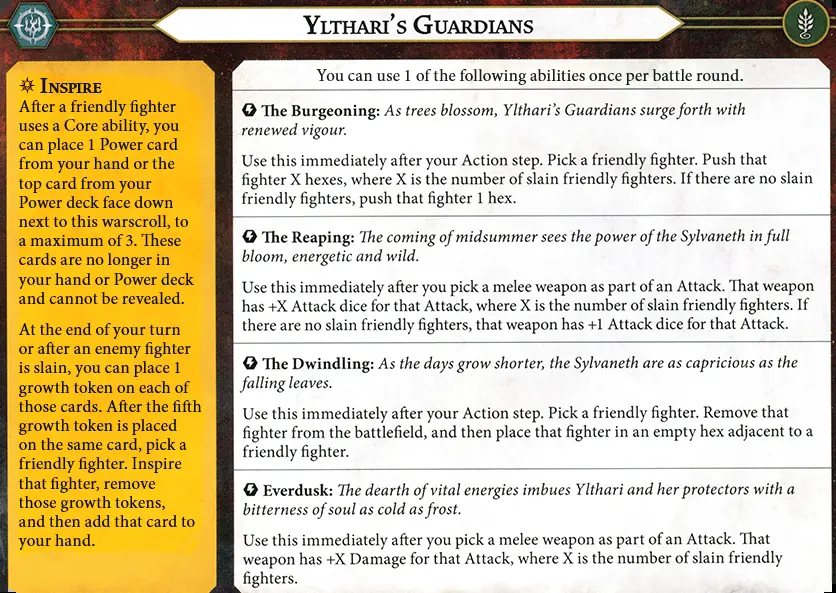 Ylthari's Guardians
Inspire
After a friendly fighter
uses a Core ability, you
can place 1 Power card
from your hand or the
top card from your
Power deck face down
next to this warscroll, to
a maximum of 3. These
cards are no longer in
your hand or Power deck
and cannot be revealed.
At the end of your turn
or after an enemy fighter
is slain, you can place 1
growth token on each of
those cards. After the fifth
growth token is placed
on the same card, pick a
friendly fighter. Inspire
that fighter, remove
those growth tokens,
and then add that card to
your hand.
You can use 1 of the following abilities once per battle round.
The Burgeoning: As trees blossom, Ylthari's Guardians surge forth with
renewed vigour.
Use this immediately after your Action step. Pick a friendly fighter. Push that
fighter X hexes, where X is the number of slain friendly fighters. If there are no slain
friendly fighters, push that fighter 1 hex.
The Reaping: The coming of midsummer sees the power of the Sylvaneth in full
bloom, energetic and wild.
Use this immediately after you pick a melee weapon as part of an Attack. That weapon
has +X Attack dice for that Attack, where X is the number of slain friendly fighters. If
there are no slain friendly fighters, that weapon has +1 Attack dice for that Attack.
The Dwindling: As the days grow shorter, the Sylvaneth are as capricious as the
falling leaves.
Use this immediately after your Action step. Pick a friendly fighter. Remove that
fighter from the battlefield, and then place that fighter in an empty hex adjacent to a
friendly fighter.
Everdusk: The dearth of vital energies imbues Ylthari and her protectors with a
bitterness of soul as cold as frost.
Use this immediately after you pick a melee weapon as part of an Attack. That
weapon has +X Damage for that Attack, where X is the number of slain friendly
fighters.